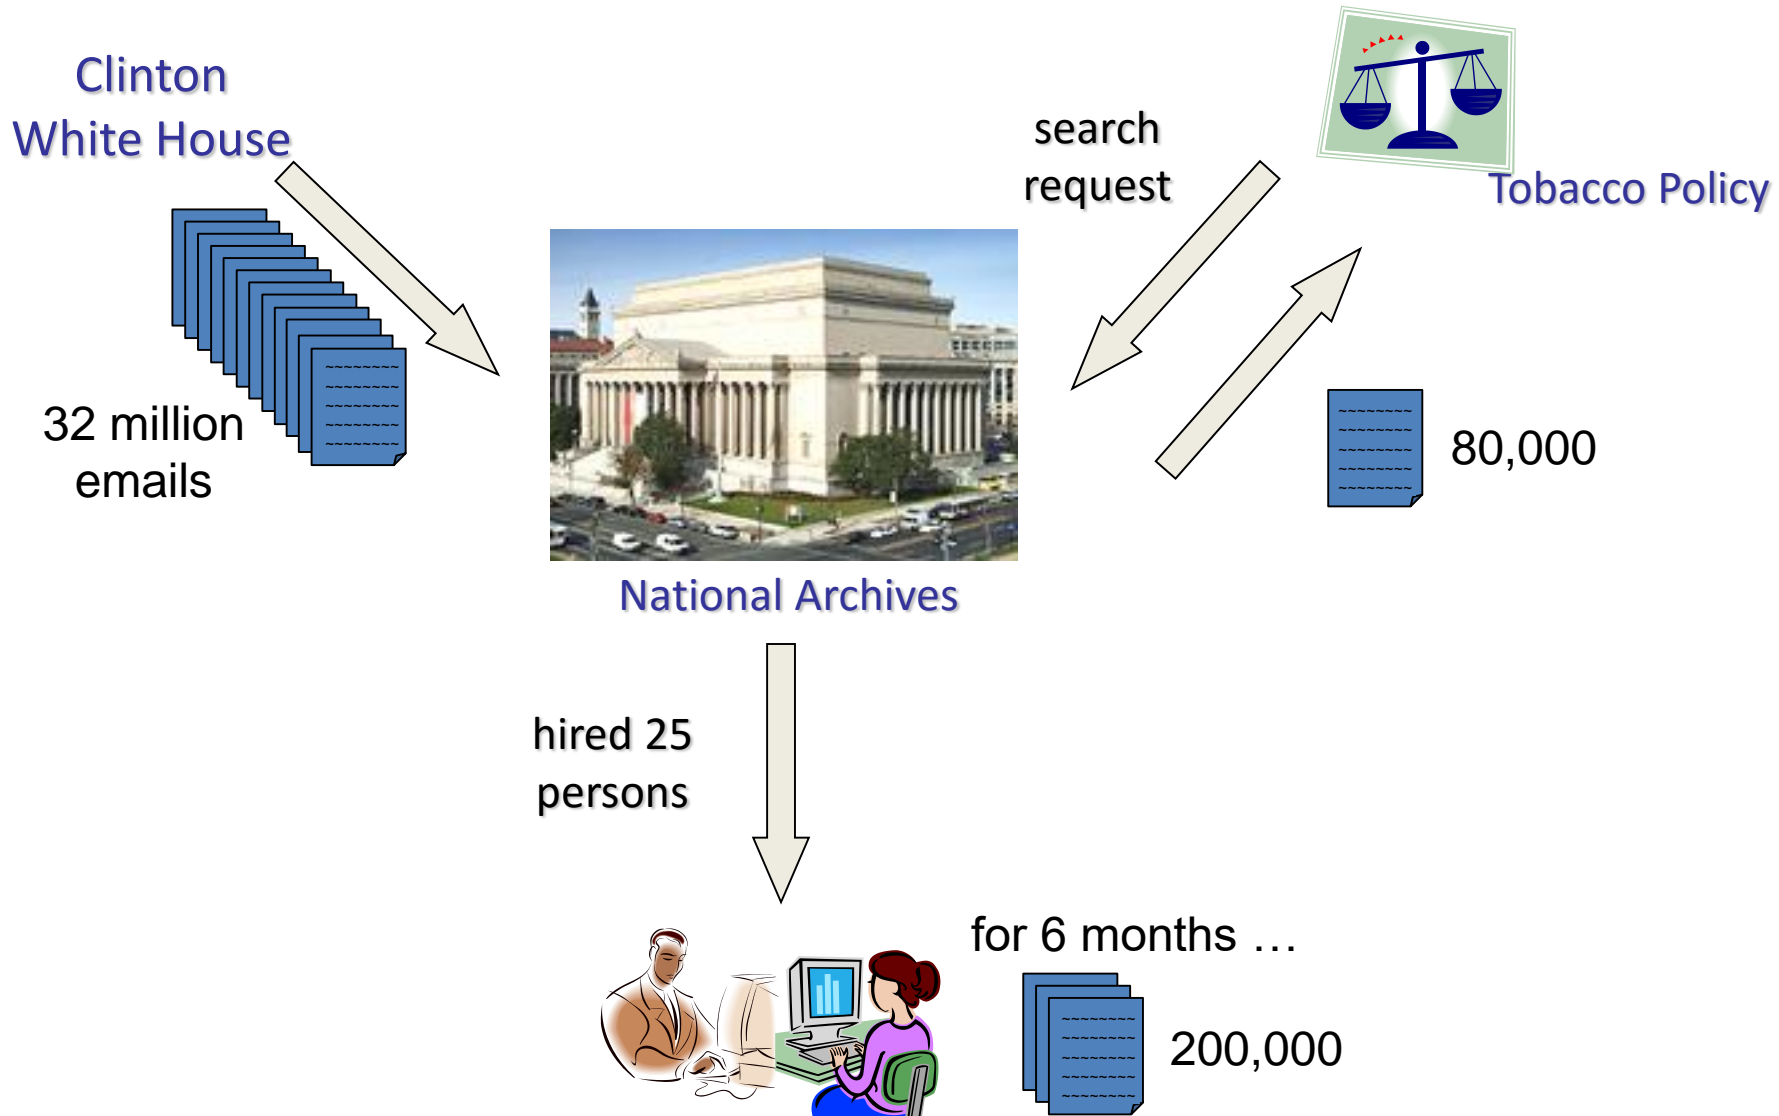 Clinton
White House
32 million
emails
search
request
Tobacco Policy
80,000
National Archives
hired 25
persons
for 6 months …
200,000